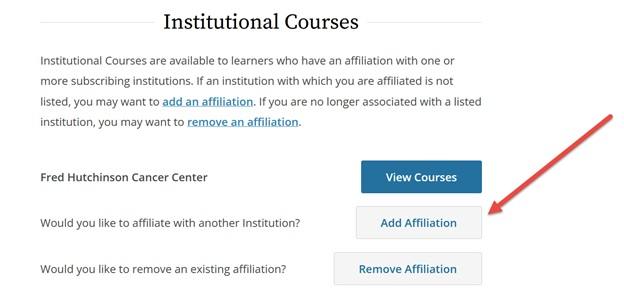 Institutional Courses
Institutional Courses are available to learners who have an affiliation with one or
more subscribing institutions. If an institution with which you are affiliated is not
listed, you may want to add an affiliation. If you are no longer associated with a listed
institution, you may want to remove an affiliation.
Fred Hutchinson Cancer Center View Courses
Would you like to affiliate with another Institution? Add Affiliation
Would you like to remove an existing affiliation? Remove Affiliation